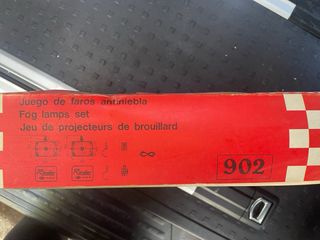 Juego de faros antiniebla
Fog lamps set
Jeu de projecteurs de brouillard
902